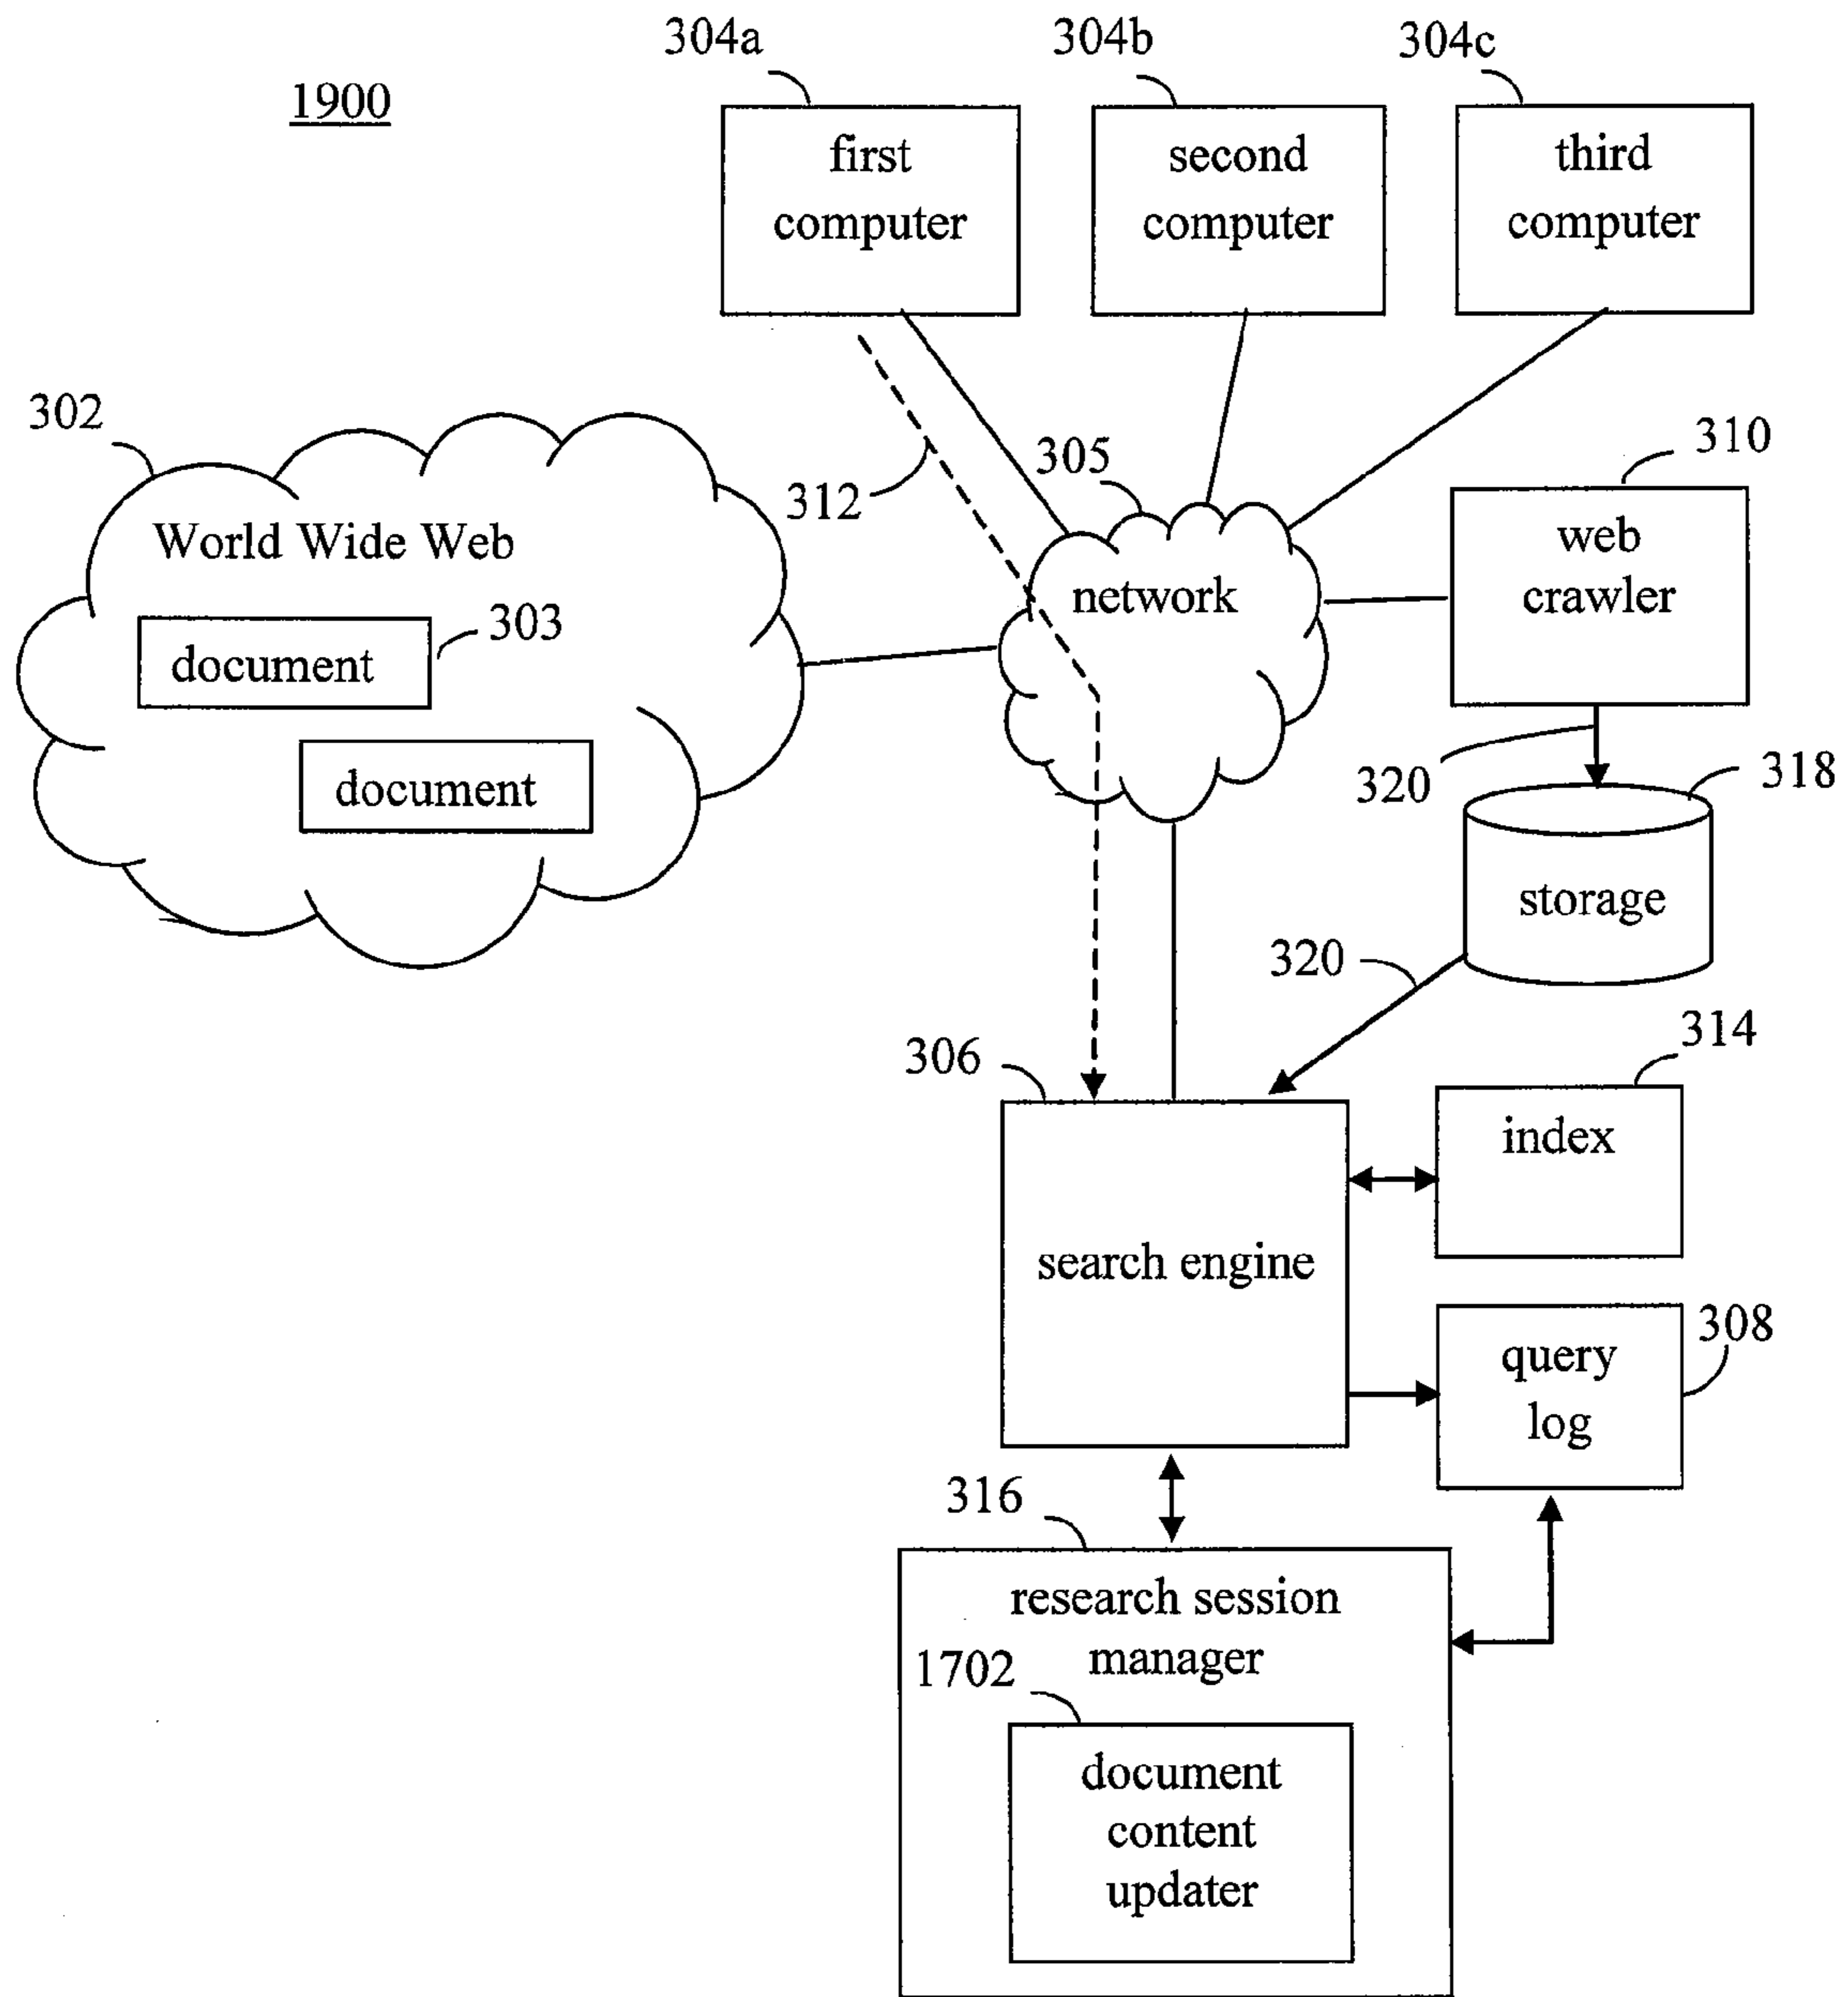 304a
304b
304c
1900
first
computer
second
computer
third
computer
302
312
305
310
World Wide Web
303
document
document
network
web
crawler
320
318
storage
320
306
314
index
search engine
308
query
log
316
research session
manager
1702
document
content
updater